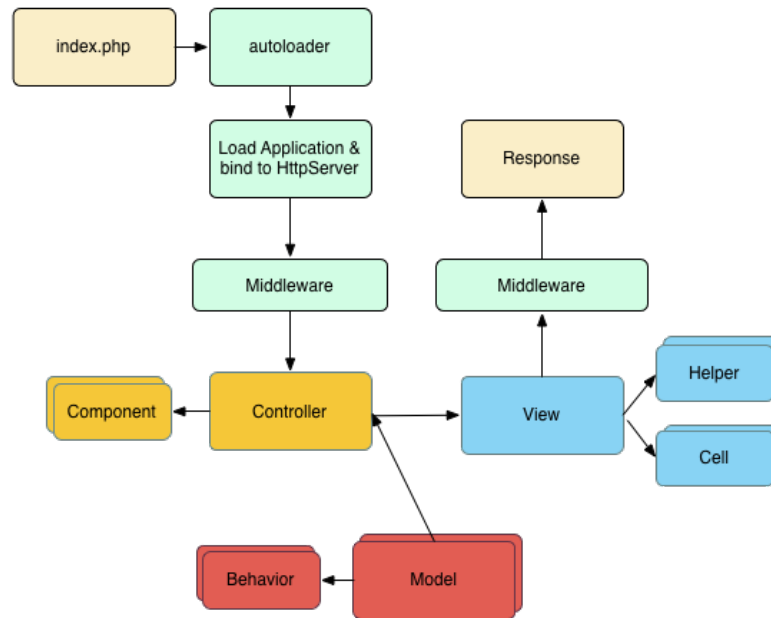 index.php
autoloader
Load Application &
bind to HttpServer
Response
Middleware
Middleware
Component
Controller
View
Helper
Cell
Behavior
Model